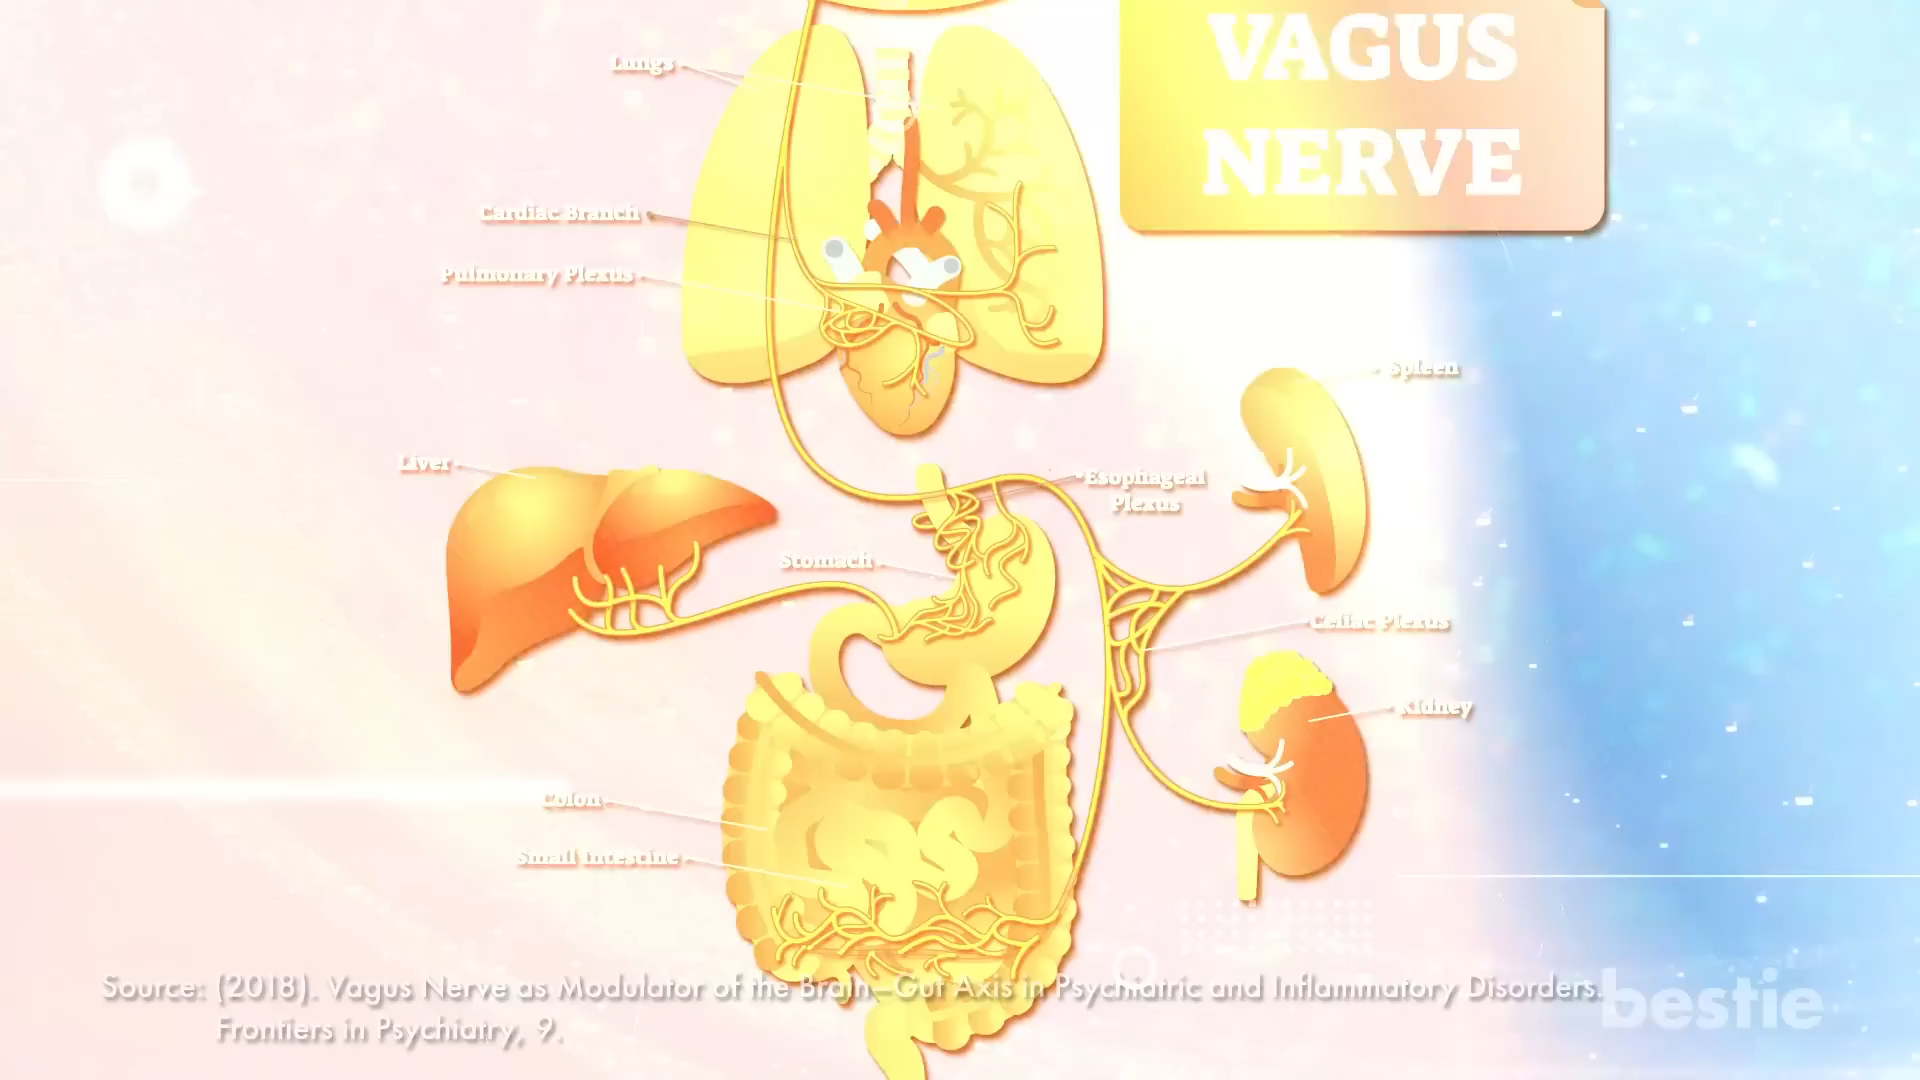 VAGUS
NERVE
Lungs
Cardiac Branch
Pulmonary Plexus
Spleen
Liver
Esophageal
Plexus
Stomach
Celiac Plexus
Kidney
Colon
Small Intestine
Source: (2018). Vagus Nerve as Modulator of the Brain–Gut Axis in Psychiatric and Inflammatory Disorders.
Frontiers in Psychiatry, 9.
bestie